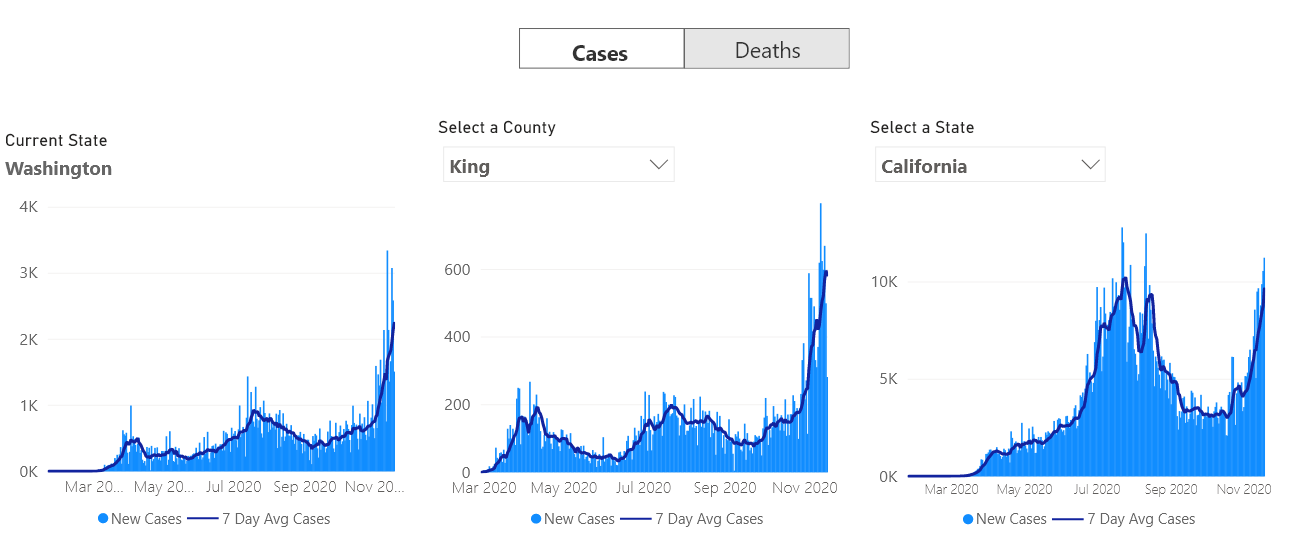 Cases
Deaths
Current State
Washington
4K
3K
2K
1K
0K
Mar 20... May 20... Jul 2020 Sep 2020 Nov 20...
New Cases 7 Day Avg Cases
Select a County
King
600
400
200
0
Mar 2020 May 2020 Jul 2020 Sep 2020 Nov 2020
New Cases 7 Day Avg Cases
Select a State
California
10K
5K
0K
Mar 2020 May 2020 Jul 2020 Sep 2020 Nov 2020
New Cases 7 Day Avg Cases